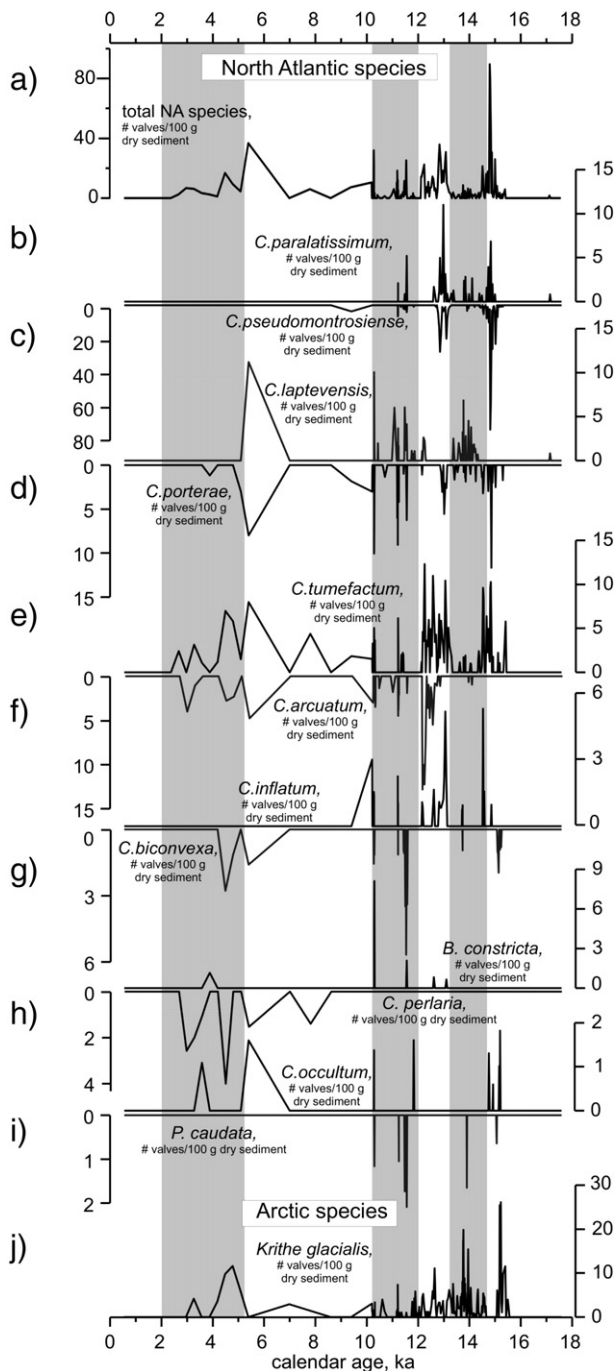 0 2 4 6 8 10 12 14 16 18
North Atlantic species
a)
80
40
0
total NA species,
# valves/100 g
dry sediment
15
10
5
0
b)
C.paralatissimum,
# valves/100 g
dry sediment
c)
0
20
40
60
80
C.pseudomontrosiense,
# valves/100 g
dry sediment
15
10
5
0
C.laptevensis,
# valves/100 g
dry sediment
d)
0
5
10
15
C.porterae,
# valves/100 g
dry sediment
15
10
5
0
e)
C.tumefactum,
# valves/100 g
dry sediment
f)
0
5
10
15
C.arcuatum,
# valves/100 g
dry sediment
6
3
0
C.inflatum,
# valves/100 g
dry sediment
g)
0
3
6
C.biconvexa,
# valves/100 g
dry sediment
9
6
3
0
B. constricta,
# valves/100 g
dry sediment
h)
0
2
4
C. perlaria,
# valves/100 g dry sediment
2
1
0
C.occultum,
# valves/100 g
dry sediment
i)
0
1
2
P. caudata,
# valves/100 g dry sediment
Arctic species
30
20
10
0
j)
Krithe glacialis,
# valves/100 g
dry sediment
0 2 4 6 8 10 12 14 16 18
calendar age, ka